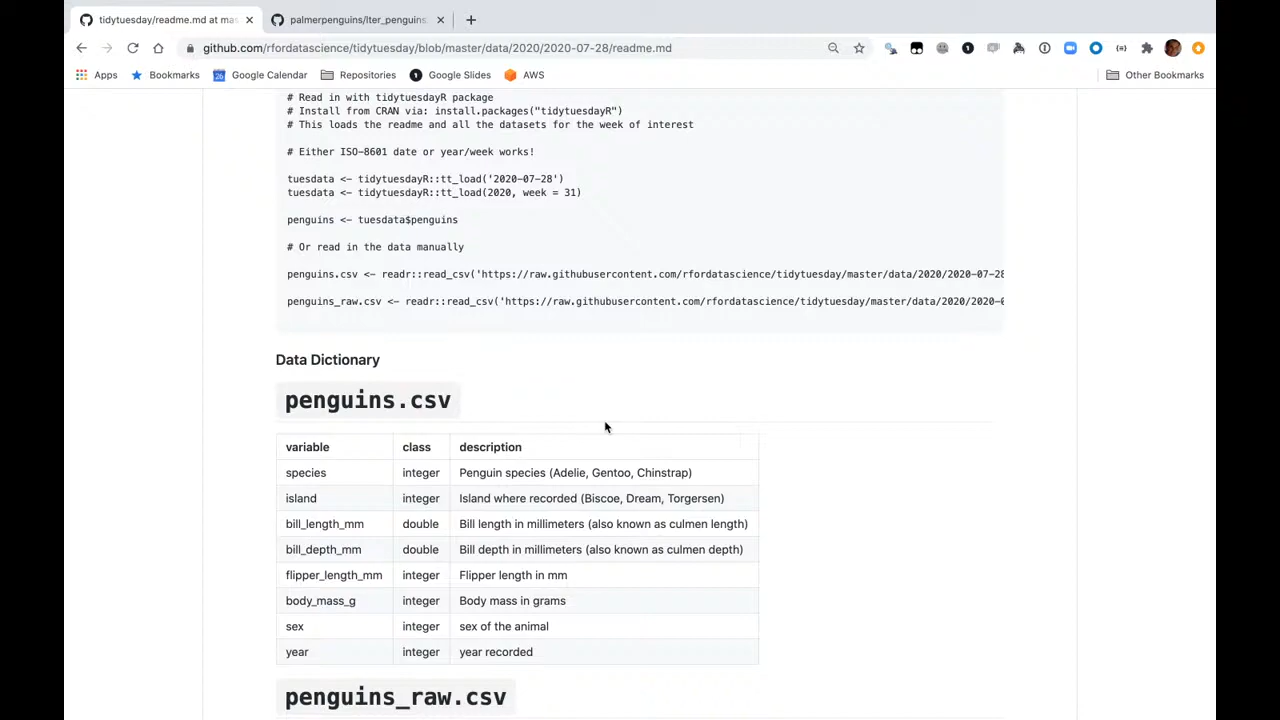 tidytuesday/readme.md at mas
palmerpenguins/lter_penguins.
github.com/rfordatascience/tidytuesday/blob/master/data/2020/2020-07-28/readme.md
Apps Bookmarks Google Calendar Repositories Google Slides AWS Other Bookmarks
# Read in with tidytuesdayR package
# Install from CRAN via: install.packages("tidytuesdayR")
# This loads the readme and all the datasets for the week of interest
# Either ISO-8601 date or year/week works!
tuesdata <- tidytuesdayR::tt_load('2020-07-28')
tuesdata <- tidytuesdayR::tt_load(2020, week = 31)
penguins <- tuesdata$penguins
# Or read in the data manually
penguins.csv <- readr::read_csv('https://raw.githubusercontent.com/rfordatascience/tidytuesday/master/data/2020/2020-07-28
penguins_raw.csv <- readr::read_csv('https://raw.githubusercontent.com/rfordatascience/tidytuesday/master/data/2020/2020-0
Data Dictionary
penguins.csv
variable class description
species integer Penguin species (Adelie, Gentoo, Chinstrap)
island integer Island where recorded (Biscoe, Dream, Torgersen)
bill_length_mm double Bill length in millimeters (also known as culmen length)
bill_depth_mm double Bill depth in millimeters (also known as culmen depth)
flipper_length_mm integer Flipper length in mm
body_mass_g integer Body mass in grams
sex integer sex of the animal
year integer year recorded
penguins_raw.csv